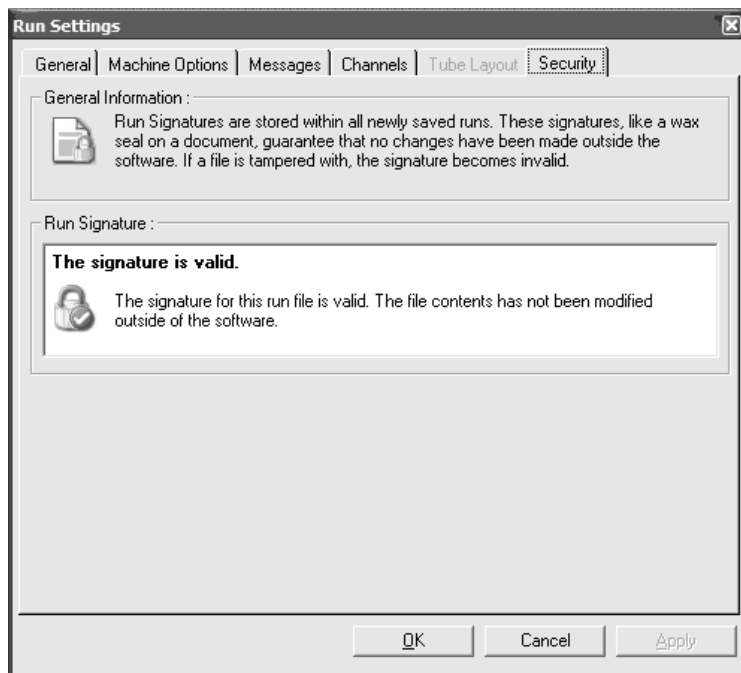 Run Settings
General Machine Options Messages Channels Tube Layout Security
General Information :
Run Signatures are stored within all newly saved runs. These signatures, like a wax
seal on a document, guarantee that no changes have been made outside the
software. If a file is tampered with, the signature becomes invalid.
Run Signature :
The signature is valid.
The signature for this run file is valid. The file contents has not been modified
outside of the software.
OK Cancel Apply